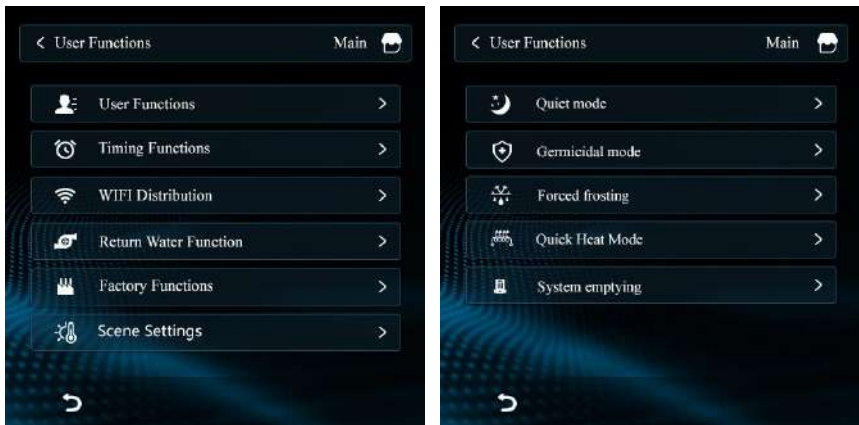 User Functions
Main
User Functions
Timing Functions
WIFI Distribution
Return Water Function
Factory Functions
Scene Settings
User Functions
Main
Quiet mode
Germicidal mode
Forced frosting
Quick Heat Mode
System emptying